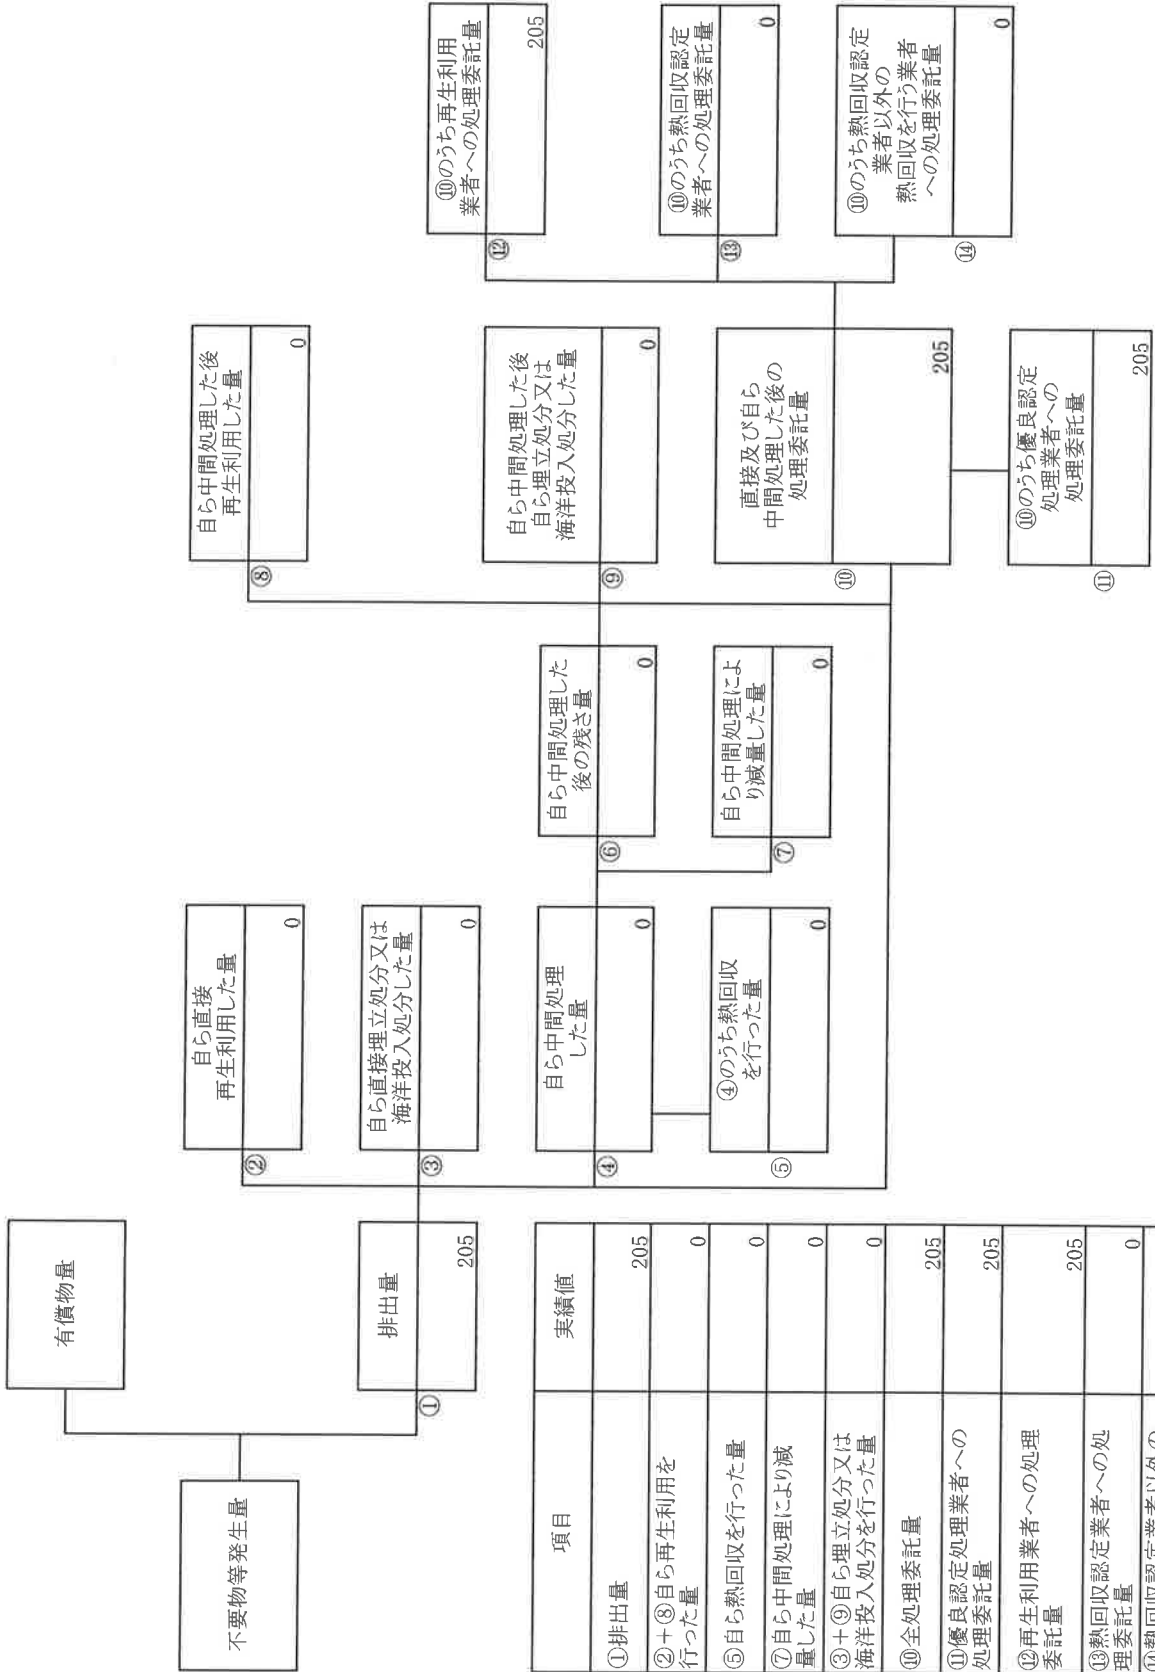 不要物等発生量
有償物量
排出量
①
205
自ら直接
再生利用した量
②
0
自ら直接埋立処分又は
海洋投入処分した量
③
0
自ら中間処理
した量
④
0
④のうち熱回収
を行った量
⑤
0
自ら中間処理した
後の残さ量
⑥
0
自ら中間処理によ
り減量した量
⑦
0
自ら中間処理した後
再生利用した量
⑧
0
自ら中間処理した後
自ら埋立処分又は
海洋投入処分した量
⑨
0
直接及び自ら
中間処理した後の
処理委託量
⑩
205
⑩のうち優良認定
処理業者への
処理委託量
⑪
205
⑩のうち再生利用
業者への処理委託量
⑫
205
⑩のうち熱回収認定
業者への処理委託量
⑬
0
⑩のうち熱回収認定
業者以外の
熱回収を行う業者
への処理委託量
⑭
0
項目 実績値
①排出量 205
②+⑧自ら再生利用を
行った量 0
⑤自ら熱回収を行った量 0
⑦自ら中間処理により減
量した量 0
③+⑨自ら埋立処分又は
海洋投入処分を行った量 0
⑩全処理委託量 205
⑪優良認定処理業者への
処理委託量 205
⑫再生利用業者への処理
委託量 205
⑬熱回収認定業者への処
理委託量 0
⑭熱回収認定業者以外の